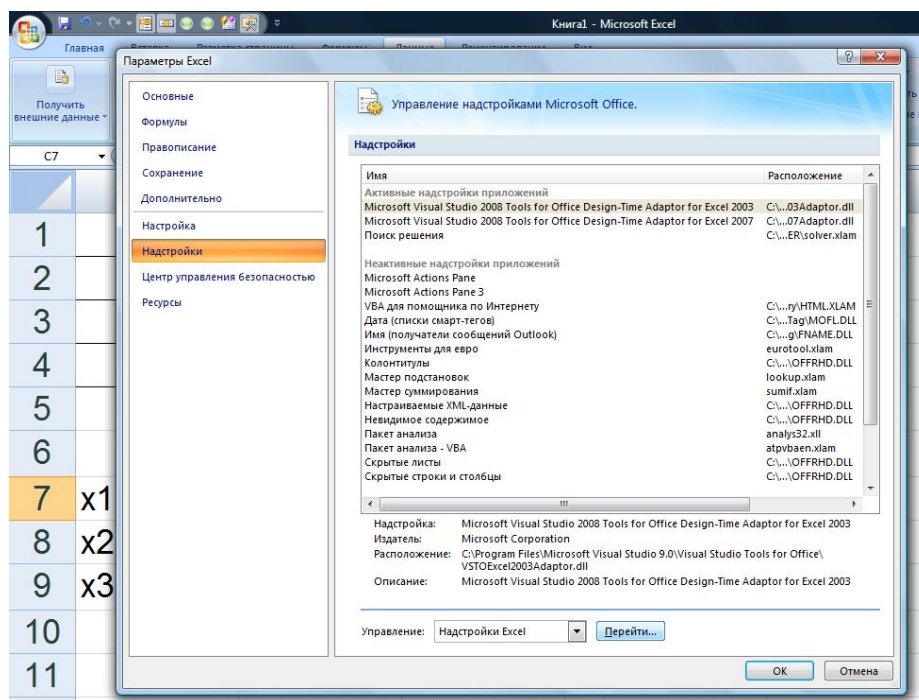 Книга1 - Microsoft Excel
Главная
Параметры Excel
Получить
внешние данные
C7
1
2
3
4
5
6
7 x1
8 x2
9 x3
10
11
Основные
Формулы
Правописание
Сохранение
Дополнительно
Настройка
Надстройки
Центр управления безопасностью
Ресурсы
Управление надстройками Microsoft Office.
Надстройки
Имя Расположение
Активные надстройки приложений
Microsoft Visual Studio 2008 Tools for Office Design-Time Adaptor for Excel 2003 C:\...03Adaptor.dll
Microsoft Visual Studio 2008 Tools for Office Design-Time Adaptor for Excel 2007 C:\...07Adaptor.dll
Поиск решения C:\...ER\solver.xlam
Неактивные надстройки приложений
Microsoft Actions Pane
Microsoft Actions Pane 3
VBA для помощника по Интернету C:\...ry\HTML.XLAM
Дата (списки смарт-тегов) C:\...Tag\MOFL.DLL
Имя (получатели сообщений Outlook) C:\...g\FNAME.DLL
Инструменты для евро eurotool.xlam
Колонтитулы C:\...\OFFRHD.DLL
Мастер подстановок lookup.xlam
Мастер суммирования sumif.xlam
Настраиваемые XML-данные C:\...\OFFRHD.DLL
Невидимое содержимое C:\...\OFFRHD.DLL
Пакет анализа analys32.xll
Пакет анализа - VBA atpvbaen.xlam
Скрытые листы C:\...\OFFRHD.DLL
Скрытые строки и столбцы C:\...\OFFRHD.DLL
Надстройка: Microsoft Visual Studio 2008 Tools for Office Design-Time Adaptor for Excel 2003
Издатель: Microsoft Corporation
Расположение: C:\Program Files\Microsoft Visual Studio 9.0\Visual Studio Tools for Office\
VSTOExcel2003Adaptor.dll
Описание: Microsoft Visual Studio 2008 Tools for Office Design-Time Adaptor for Excel 2003
Управление: Надстройки Excel Перейти...
OK Отмена